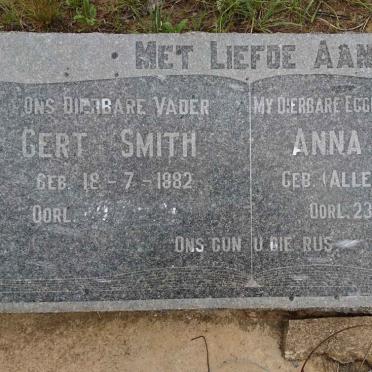 MET LIEFDE AAN
ONS DIERBARE VADER
GERT SMITH
GEB. 18-7-1882
OORL.
MY DIERBARE
ANNA
GEB. (ALLE
OORL. 23
ONS GUN U DIE RUS